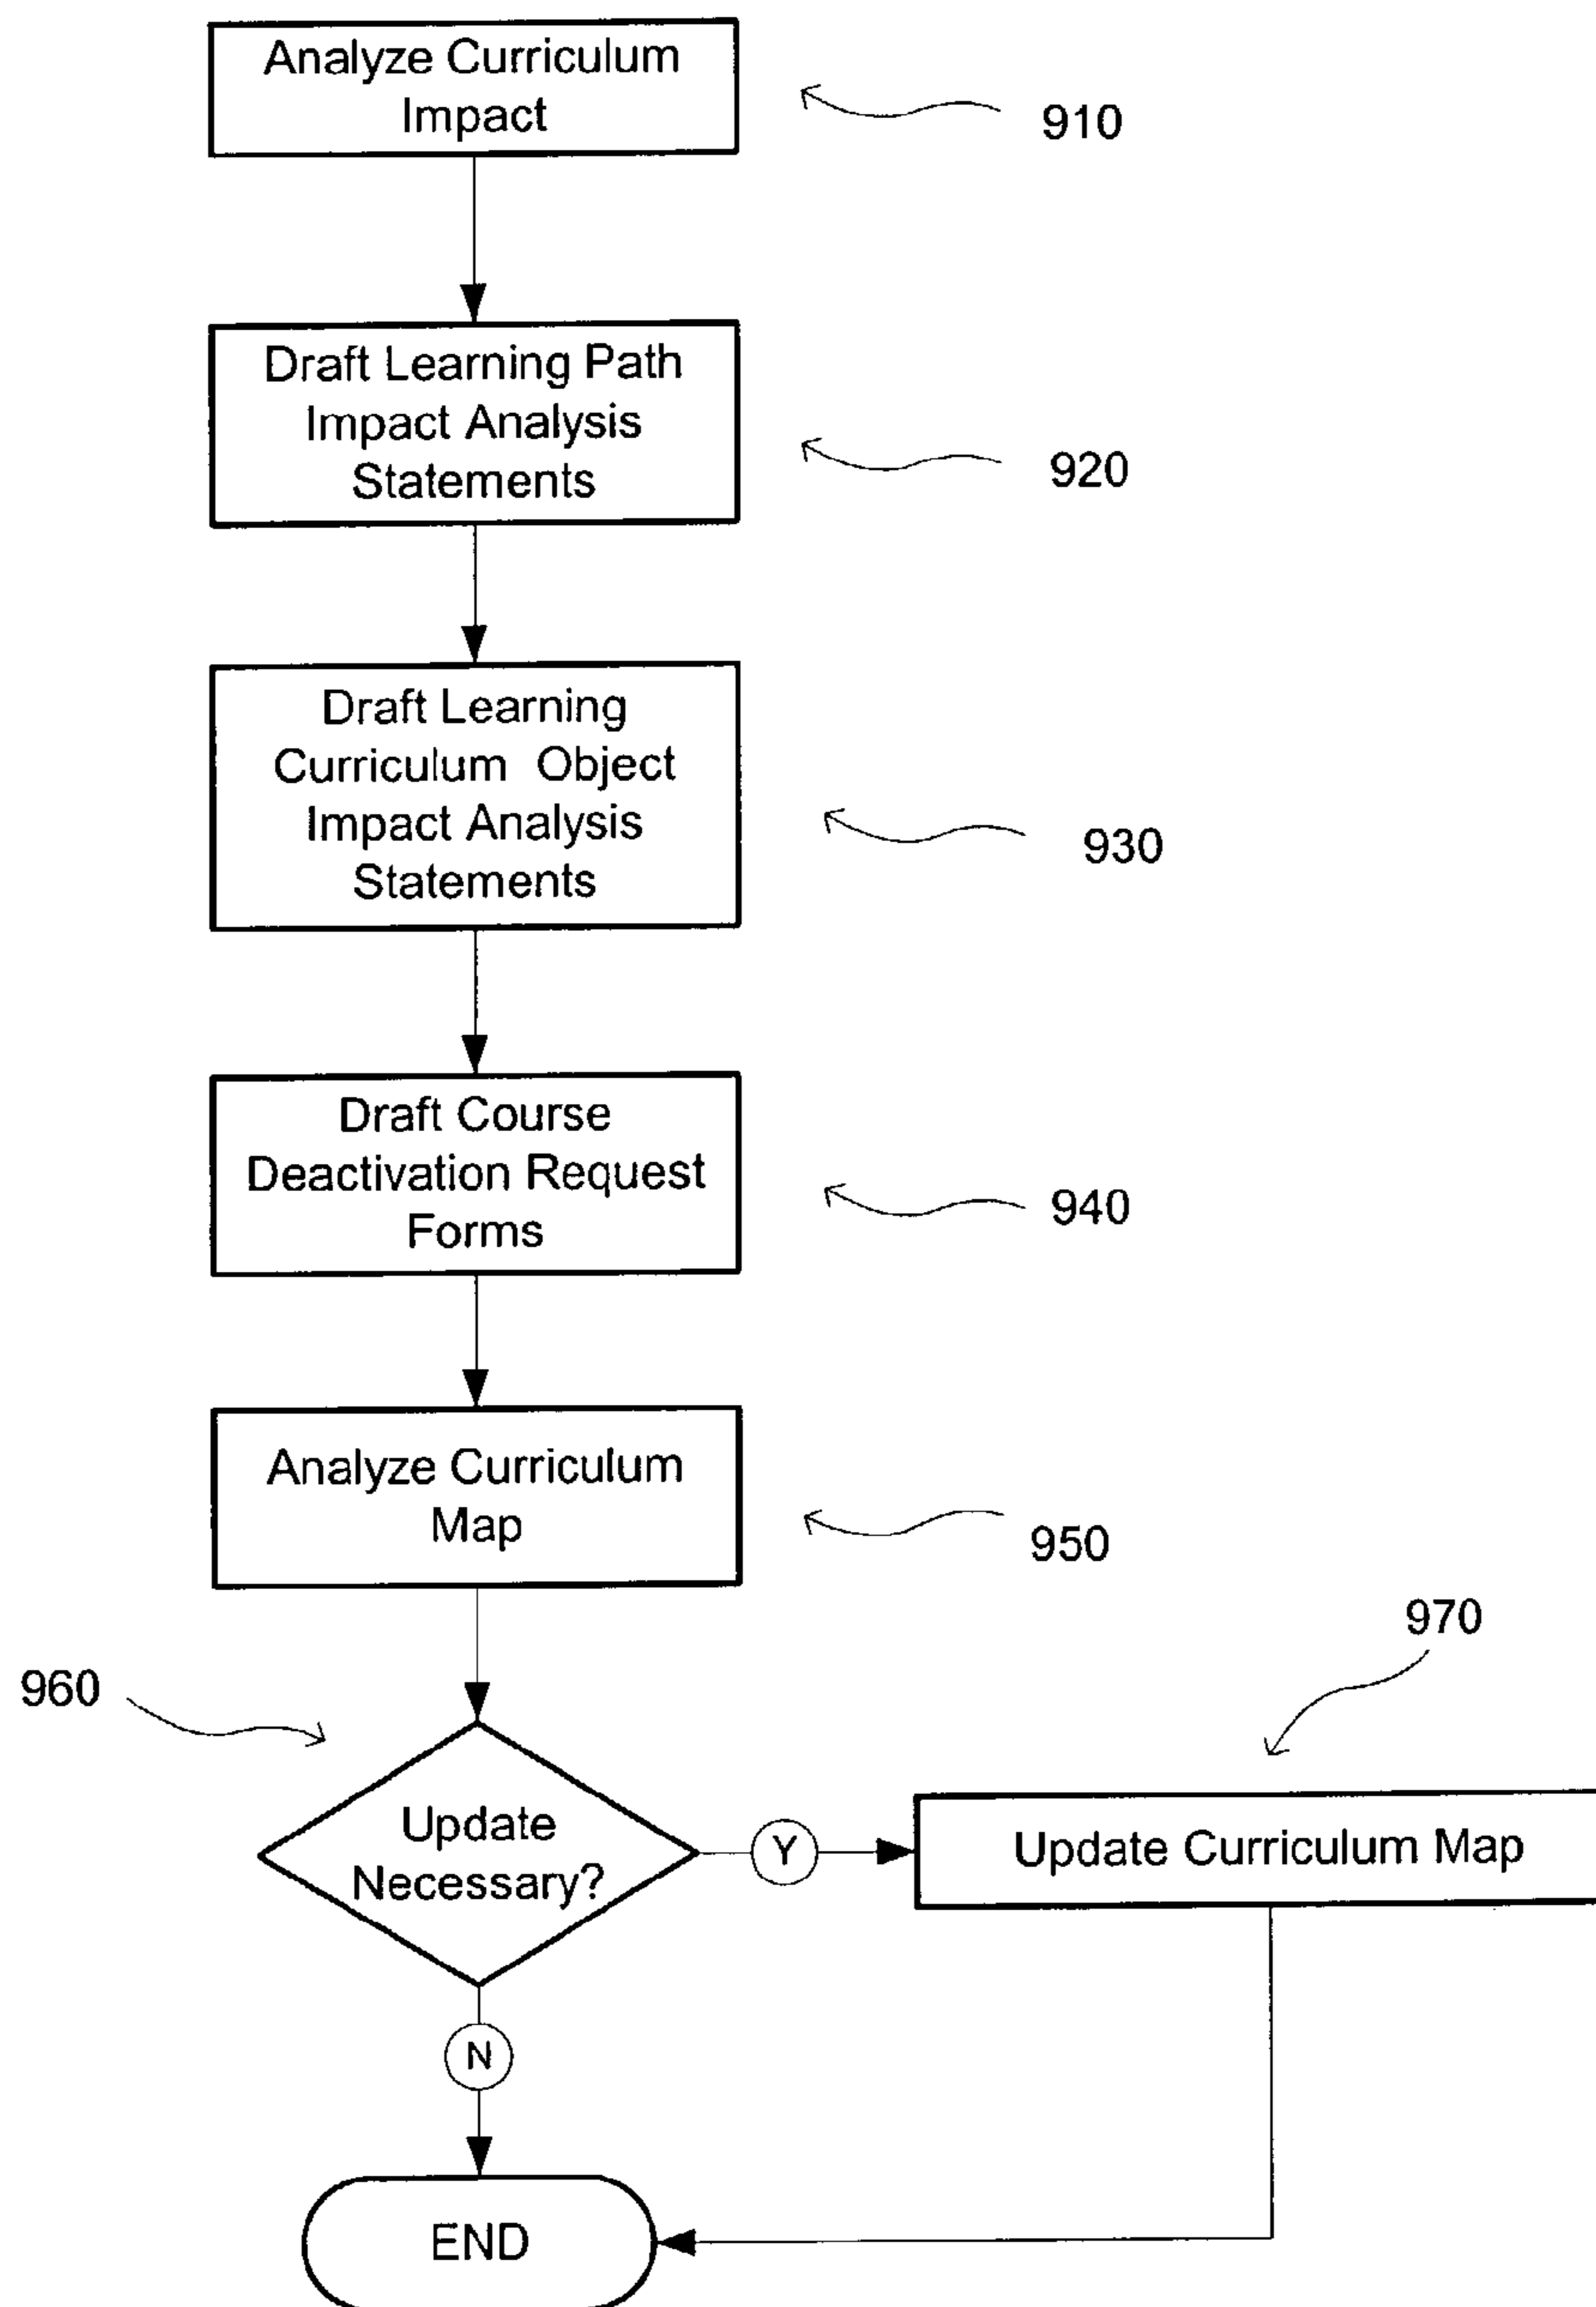 Analyze Curriculum
Impact
910
Draft Learning Path
Impact Analysis
Statements
920
Draft Learning
Curriculum Object
Impact Analysis
Statements
930
Draft Course
Deactivation Request
Forms
940
Analyze Curriculum
Map
950
960
970
Update
Necessary?
Y
Update Curriculum Map
N
END